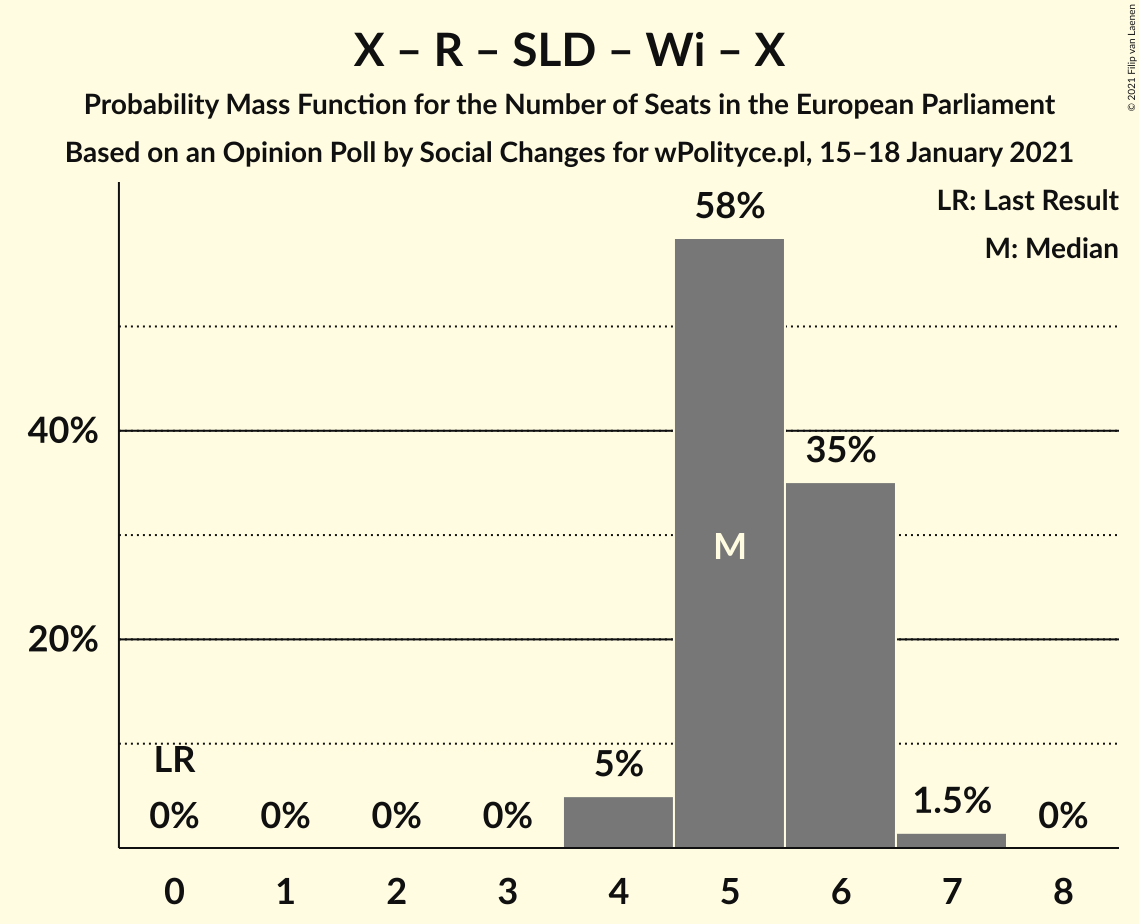 X – R – SLD – Wi – X
Probability Mass Function for the Number of Seats in the European Parliament
Based on an Opinion Poll by Social Changes for wPolityce.pl, 15–18 January 2021
© 2021 Filip van Laenen
LR: Last Result
M: Median
58%
40%
35%
M
20%
LR
5%
1.5%
0% 0% 0% 0% 0%
0 1 2 3 4 5 6 7 8